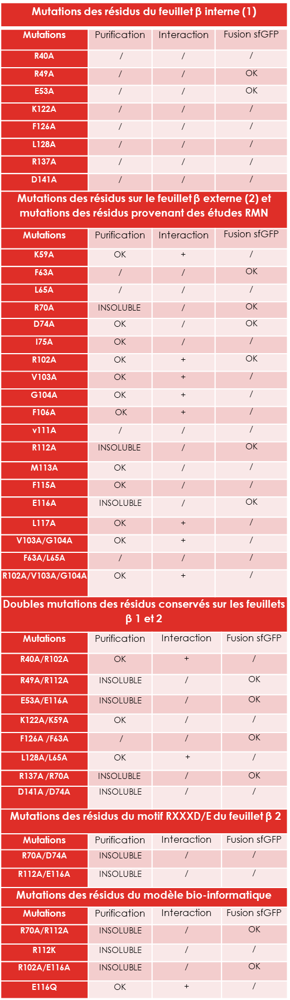 Mutations des résidus du feuillet β interne (1)
Mutations Purification Interaction Fusion sfGFP
R40A / / /
R49A / / OK
E53A / / OK
K122A / / /
F126A / / /
L128A / / /
R137A / / /
D141A / / /
Mutations des résidus sur le feuillet β externe (2) et
mutations des résidus provenant des études RMN
Mutations Purification Interaction Fusion sfGFP
K59A OK + /
F63A / / OK
L65A / / /
R70A INSOLUBLE / OK
D74A OK / OK
I75A OK / /
R102A OK + OK
V103A OK + /
G104A OK + /
F106A OK + /
v111A / / /
R112A INSOLUBLE / OK
M113A OK / /
F115A OK / /
E116A INSOLUBLE / OK
L117A OK + /
V103A/G104A OK + /
F63A/L65A / / /
R102A/V103A/G104A OK + /
Doubles mutations des résidus conservés sur les feuillets
β 1 et 2
Mutations Purification Interaction Fusion sfGFP
R40A/R102A OK + /
R49A/R112A INSOLUBLE / OK
E53A/E116A INSOLUBLE / OK
K122A/K59A OK / /
F126A /F63A / / OK
L128A/L65A OK + /
R137A /R70A INSOLUBLE / OK
D141A /D74A INSOLUBLE / /
Mutations des résidus du motif RXXXD/E du feuillet β 2
Mutations Purification Interaction Fusion sfGFP
R70A/D74A INSOLUBLE / /
R112A/E116A INSOLUBLE / /
Mutations des résidus du modèle bio-informatique
Mutations Purification Interaction Fusion sfGFP
R70A/R112A INSOLUBLE / OK
R112K INSOLUBLE / /
R102A/E116A INSOLUBLE / OK
E116Q OK + /